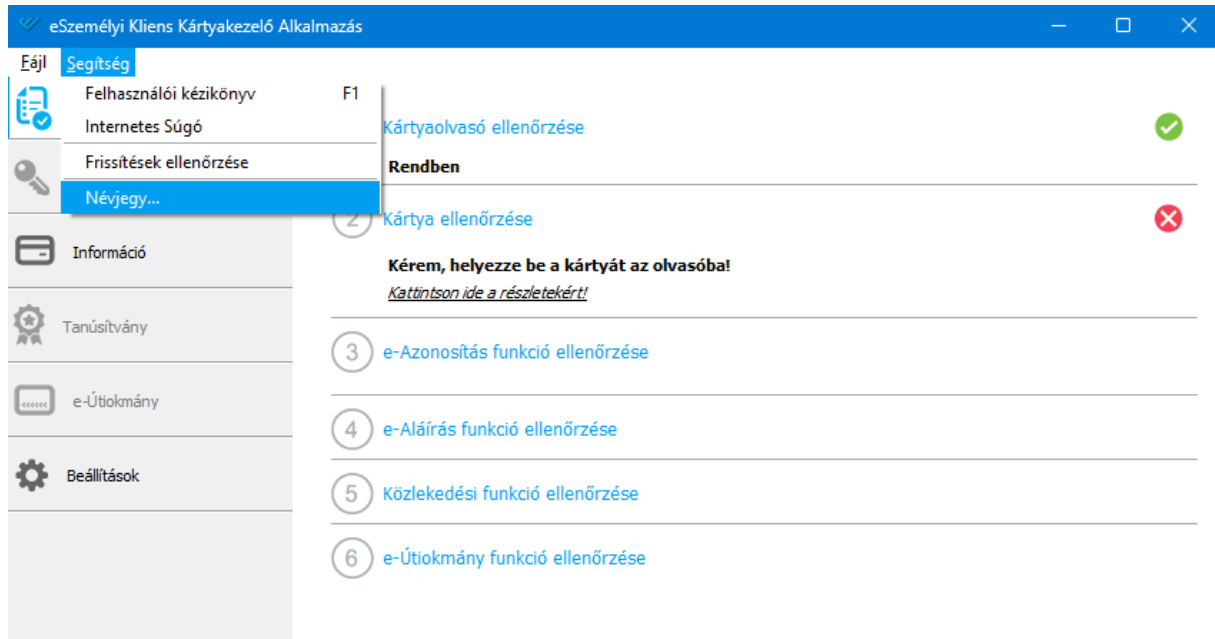 eSzemélyi Kliens Kártyakezelő Alkalmazás
Fájl Segítség
Felhasználói kézikönyv F1
Internetes Súgó
Frissítések ellenőrzése
Névjegy...
Információ
Tanúsítvány
e-Útiokmány
Beállítások
Kártyaolvasó ellenőrzése
Rendben
2 Kártya ellenőrzése
Kérem, helyezze be a kártyát az olvasóba!
Kattintson ide a részletekért!
3 e-Azonosítás funkció ellenőrzése
4 e-Aláírás funkció ellenőrzése
5 Közlekedési funkció ellenőrzése
6 e-Útiokmány funkció ellenőrzése